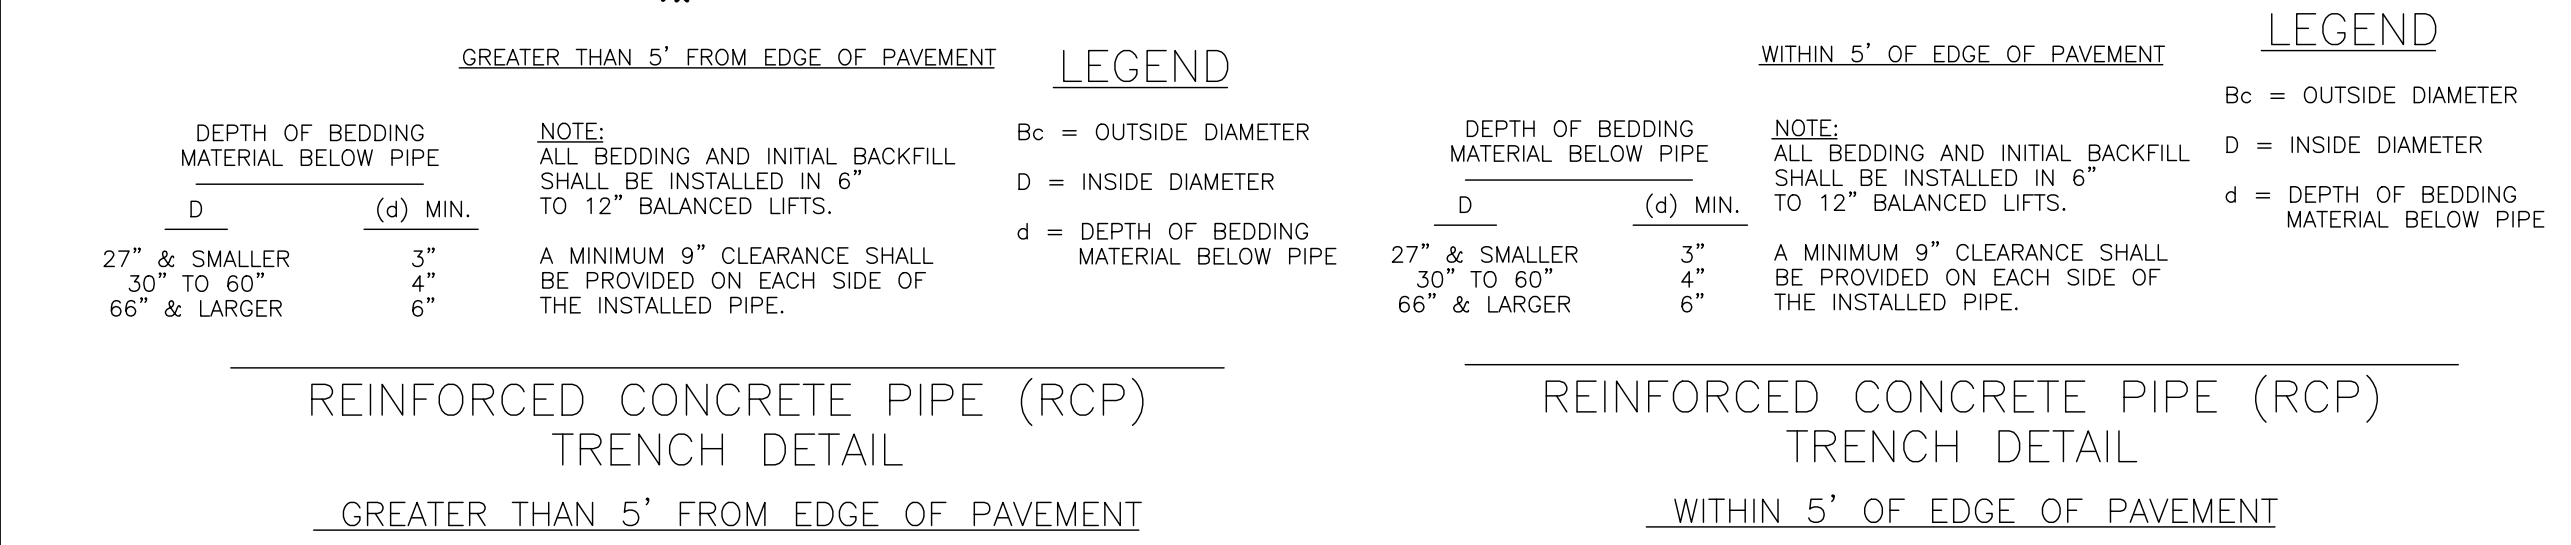 GREATER THAN 5' FROM EDGE OF PAVEMENT
DEPTH OF BEDDING
MATERIAL BELOW PIPE
D (d) MIN.
27" & SMALLER 3"
30" TO 60" 4"
66" & LARGER 6"
NOTE:
ALL BEDDING AND INITIAL BACKFILL
SHALL BE INSTALLED IN 6"
TO 12" BALANCED LIFTS.
A MINIMUM 9" CLEARANCE SHALL
BE PROVIDED ON EACH SIDE OF
THE INSTALLED PIPE.
LEGEND
Bc = OUTSIDE DIAMETER
D = INSIDE DIAMETER
d = DEPTH OF BEDDING
MATERIAL BELOW PIPE
REINFORCED CONCRETE PIPE (RCP)
TRENCH DETAIL
GREATER THAN 5' FROM EDGE OF PAVEMENT
WITHIN 5' OF EDGE OF PAVEMENT
DEPTH OF BEDDING
MATERIAL BELOW PIPE
D (d) MIN.
27" & SMALLER 3"
30" TO 60" 4"
66" & LARGER 6"
NOTE:
ALL BEDDING AND INITIAL BACKFILL
SHALL BE INSTALLED IN 6"
TO 12" BALANCED LIFTS.
A MINIMUM 9" CLEARANCE SHALL
BE PROVIDED ON EACH SIDE OF
THE INSTALLED PIPE.
LEGEND
Bc = OUTSIDE DIAMETER
D = INSIDE DIAMETER
d = DEPTH OF BEDDING
MATERIAL BELOW PIPE
REINFORCED CONCRETE PIPE (RCP)
TRENCH DETAIL
WITHIN 5' OF EDGE OF PAVEMENT